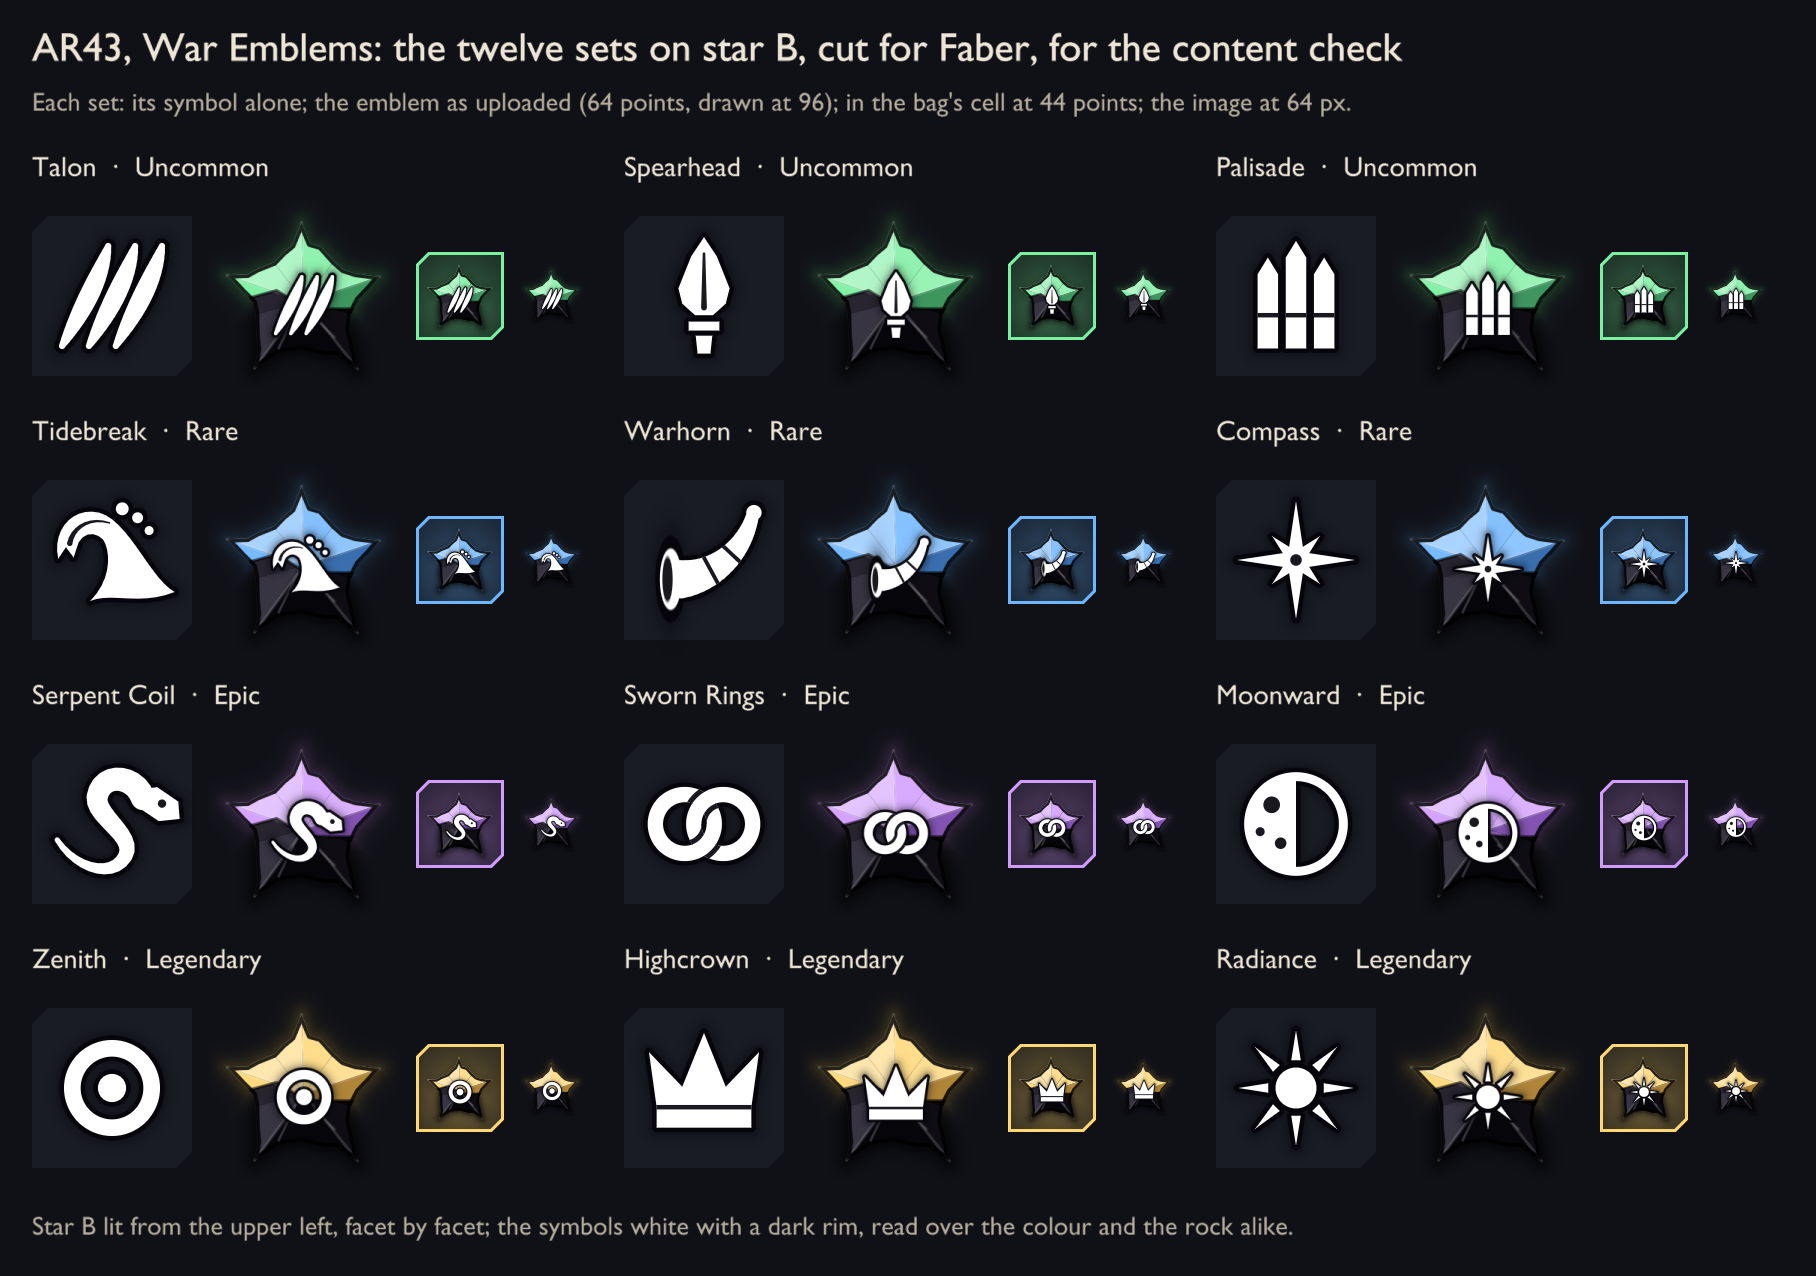 AR43, War Emblems: the twelve sets on star B, cut for Faber, for the content check
Each set: its symbol alone; the emblem as uploaded (64 points, drawn at 96); in the bag's cell at 44 points; the image at 64 px.
Talon · Uncommon
Spearhead · Uncommon
Palisade · Uncommon
Tidebreak · Rare
Warhorn · Rare
Compass · Rare
Serpent Coil · Epic
Sworn Rings · Epic
Moonward · Epic
Zenith · Legendary
Highcrown · Legendary
Radiance · Legendary
Star B lit from the upper left, facet by facet; the symbols white with a dark rim, read over the colour and the rock alike.